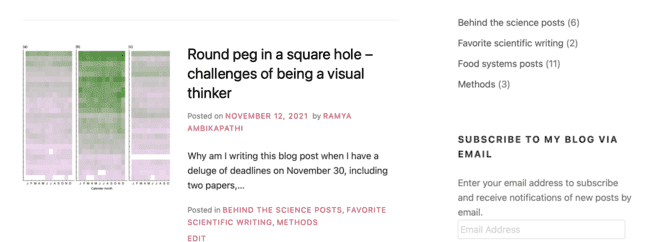 (a)
(b)
(c)
J F M A M J J A S O N D
J F M A M J J A S O N D
J F M A M J J A S O N D
Calendar month
Round peg in a square hole –
challenges of being a visual
thinker
Posted on NOVEMBER 12, 2021 by RAMYA
AMBIKAPATHI
Why am I writing this blog post when I have a
deluge of deadlines on November 30, including
two papers,...
Posted in BEHIND THE SCIENCE POSTS, FAVORITE
SCIENTIFIC WRITING, METHODS
EDIT
Behind the science posts (6)
Favorite scientific writing (2)
Food systems posts (11)
Methods (3)
SUBSCRIBE TO MY BLOG VIA
EMAIL
Enter your email address to subscribe
and receive notifications of new posts by
email.
Email Address